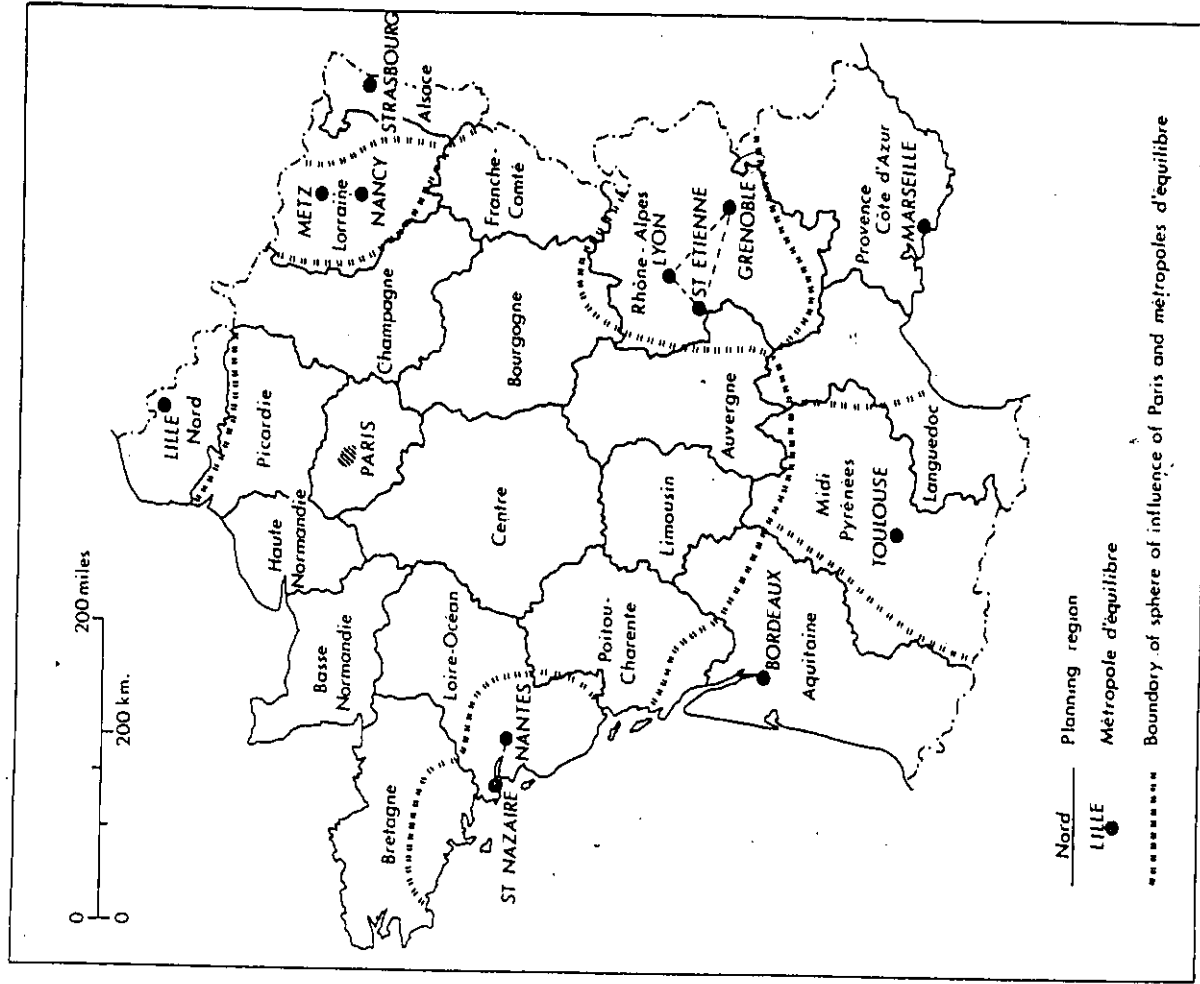 0
200 miles
0
200 km.
LILLE
Nord
Picardie
Haute
Normandie
Basse
Normandie
Bretagne
PARIS
Champagne
METZ
Lorraine
NANCY
STRASBOURG
Alsace
Loire-Océan
Centre
Bourgogne
Franche-
Comté
ST NAZAIRE
NANTES
Poitou-
Charente
Limousin
Auvergne
Rhône-Alpes
LYON
ST ETIENNE
GRENOBLE
BORDEAUX
Aquitaine
Midi
Pyrénées
TOULOUSE
Languedoc
Provence
Côte d'Azur
MARSEILLE
Nord Planning region
LILLE Métropole d'équilibre
Boundary of sphere of influence of Paris and métropoles d'équilibre